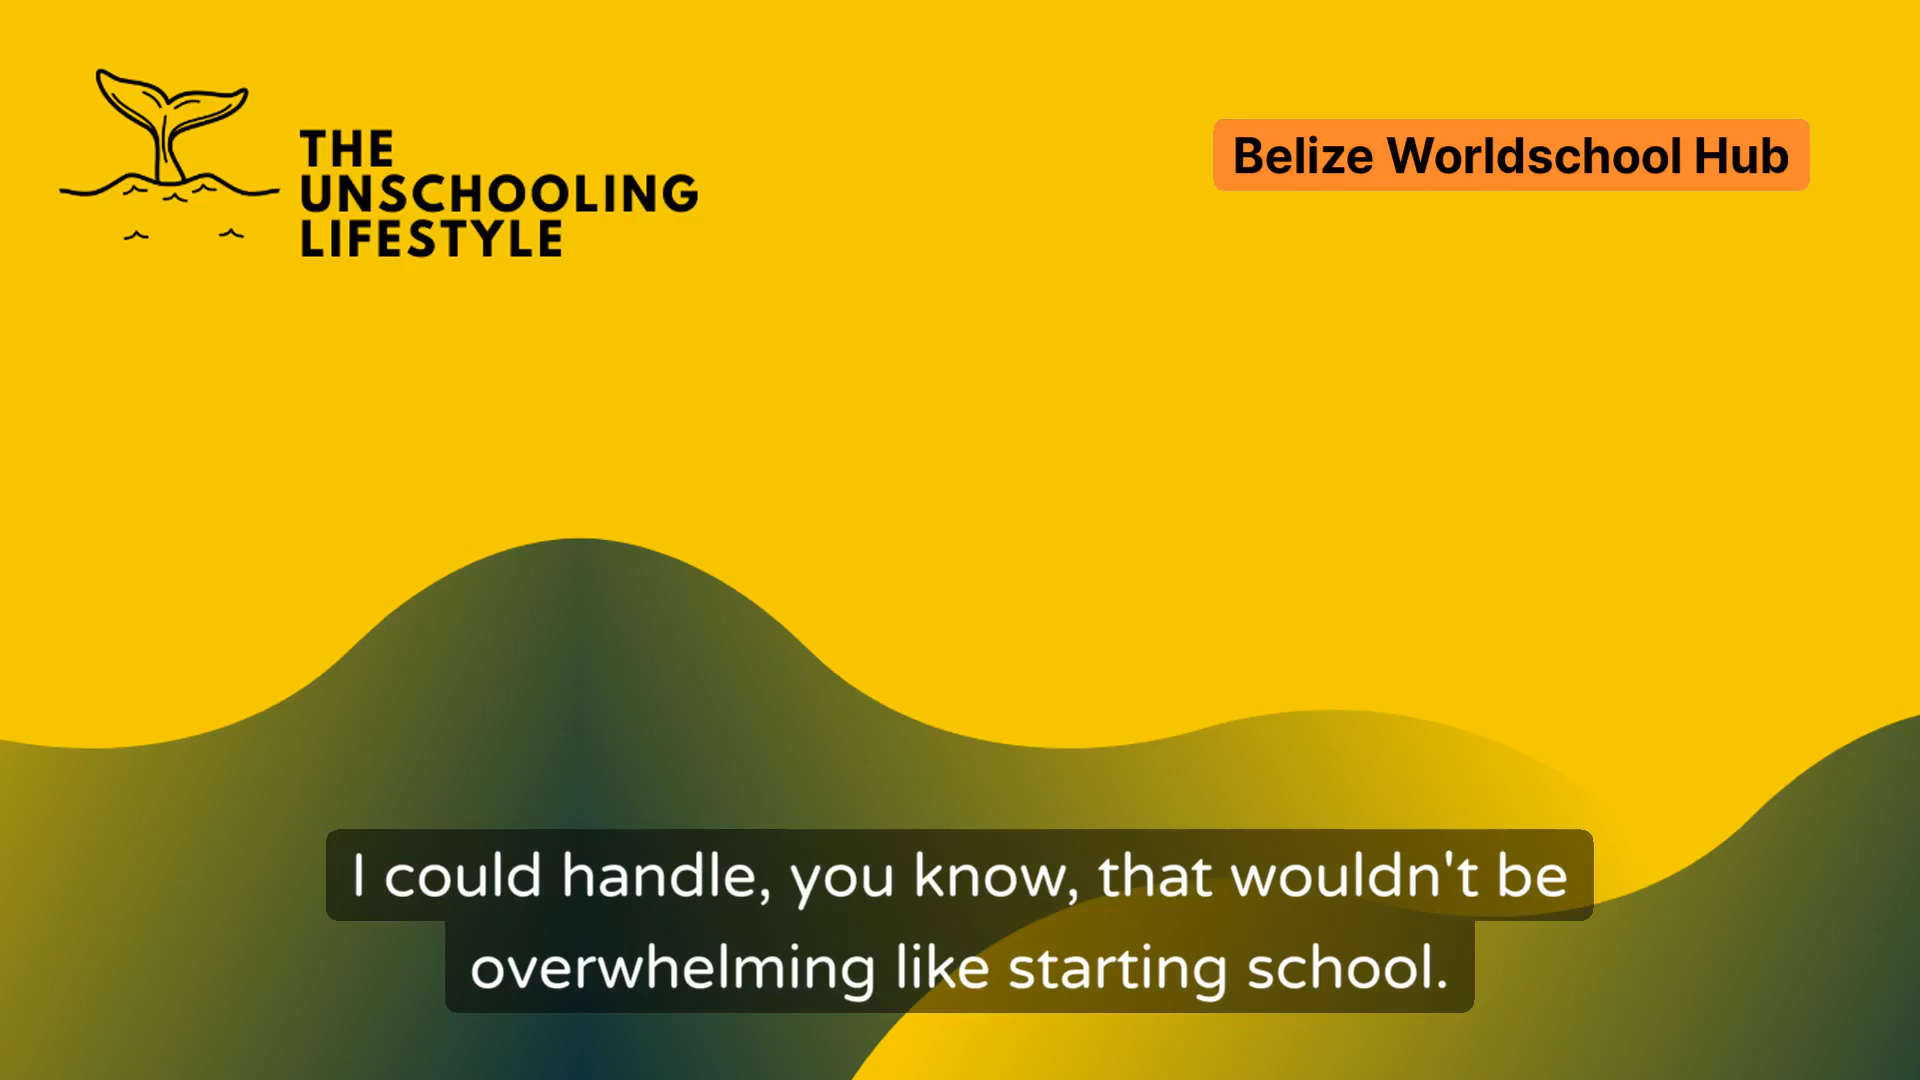 THE
UNSCHOOLING
LIFESTYLE
Belize Worldschool Hub
I could handle, you know, that wouldn't be
overwhelming like starting school.